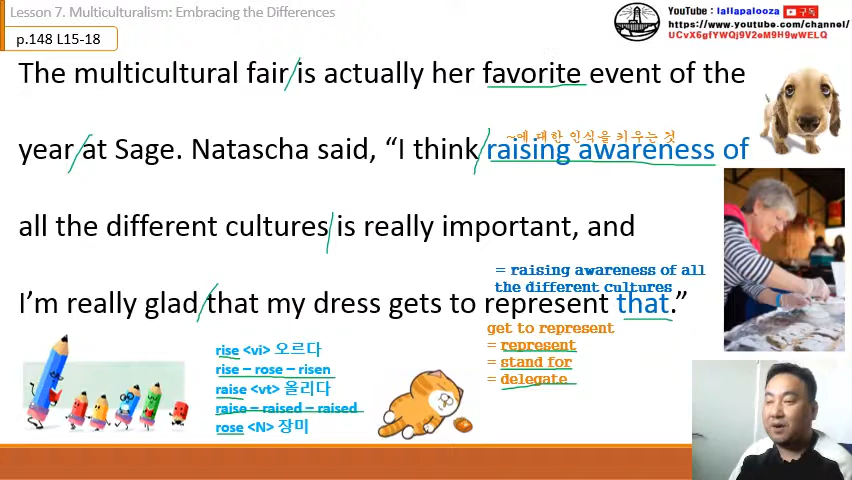 Lesson 7. Multiculturalism: Embracing the Differences
YouTube : lallapalooza 구독
https://www.youtube.com/channel/
UCvX6gfYWQj9V2eM9H9wWELQ
p.148 L15-18
The multicultural fair is actually her favorite event of the
~에 대한 인식을 키우는 것
year at Sage. Natascha said, “I think raising awareness of
all the different cultures is really important, and
= raising awareness of all
the different cultures
I’m really glad that my dress gets to represent that.”
get to represent
= represent
= stand for
= delegate
rise <vi> 오르다
rise – rose – risen
raise <vt> 올리다
raise – raised – raised
rose <N> 장미